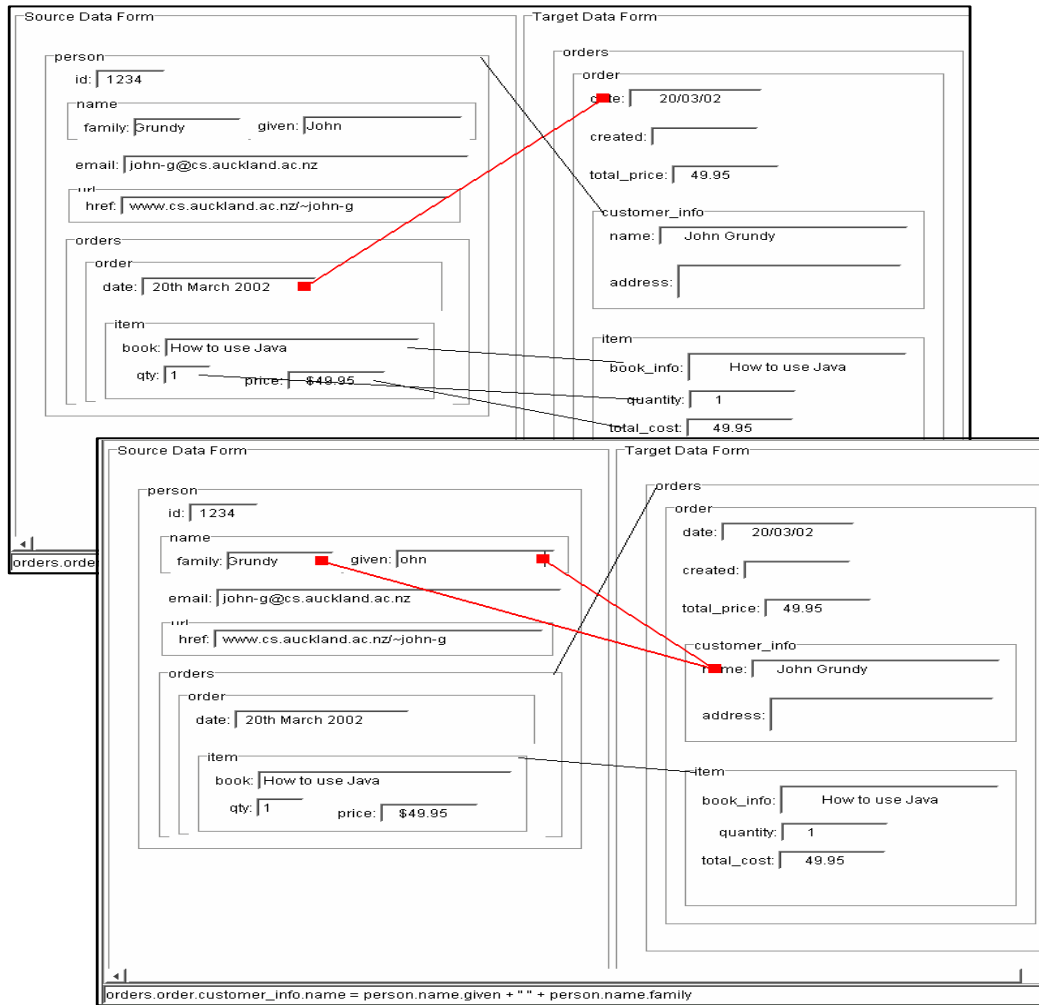 Source Data Form
person
id: 1234
name
family: Grundy given: John
email: john-g@cs.auckland.ac.nz
url
href: www.cs.auckland.ac.nz/~john-g
orders
order
date: 20th March 2002
item
book: How to use Java
qty: 1 price: $49.95
Target Data Form
orders
order
date: 20/03/02
created:
total_price: 49.95
customer_info
name: John Grundy
address:
item
book_info: How to use Java
quantity: 1
total_cost: 49.95
orders.orde
Source Data Form
person
id: 1234
name
family: Grundy given: ohn
email: john-g@cs.auckland.ac.nz
url
href: www.cs.auckland.ac.nz/~john-g
orders
order
date: 20th March 2002
item
book: How to use Java
qty: 1 price: $49.95
Target Data Form
orders
order
date: 20/03/02
created:
total_price: 49.95
customer_info
name: John Grundy
address:
item
book_info: How to use Java
quantity: 1
total_cost: 49.95
orders.order.customer_info.name = person.name.given + " " + person.name.family